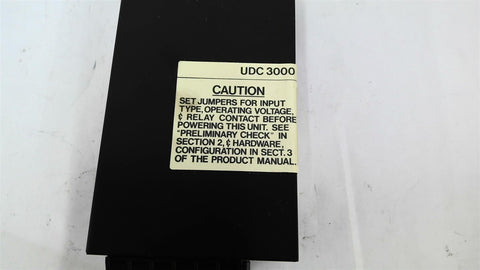 UDC 3000
CAUTION
SET JUMPERS FOR INPUT
TYPE, OPERATING VOLTAGE,
¢ RELAY CONTACT BEFORE
POWERING THIS UNIT. SEE
"PRELIMINARY CHECK" IN
SECTION 2, ¢ HARDWARE,
CONFIGURATION IN SECT. 3
OF THE PRODUCT MANUAL.